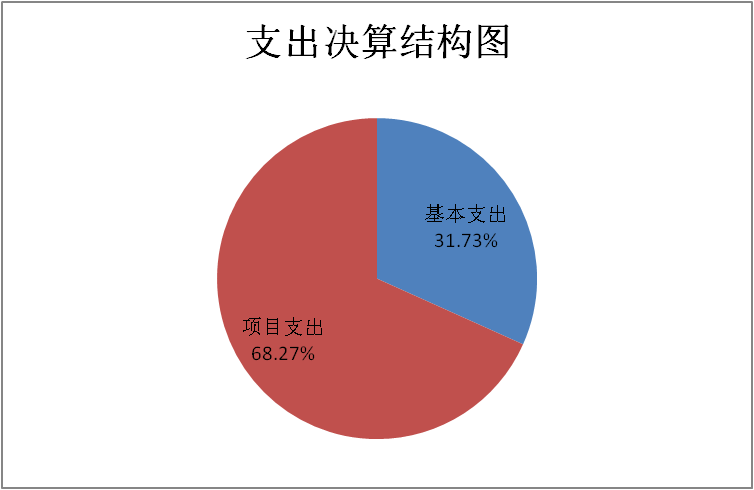 支出决算结构图
基本支出
31.73%
项目支出
68.27%